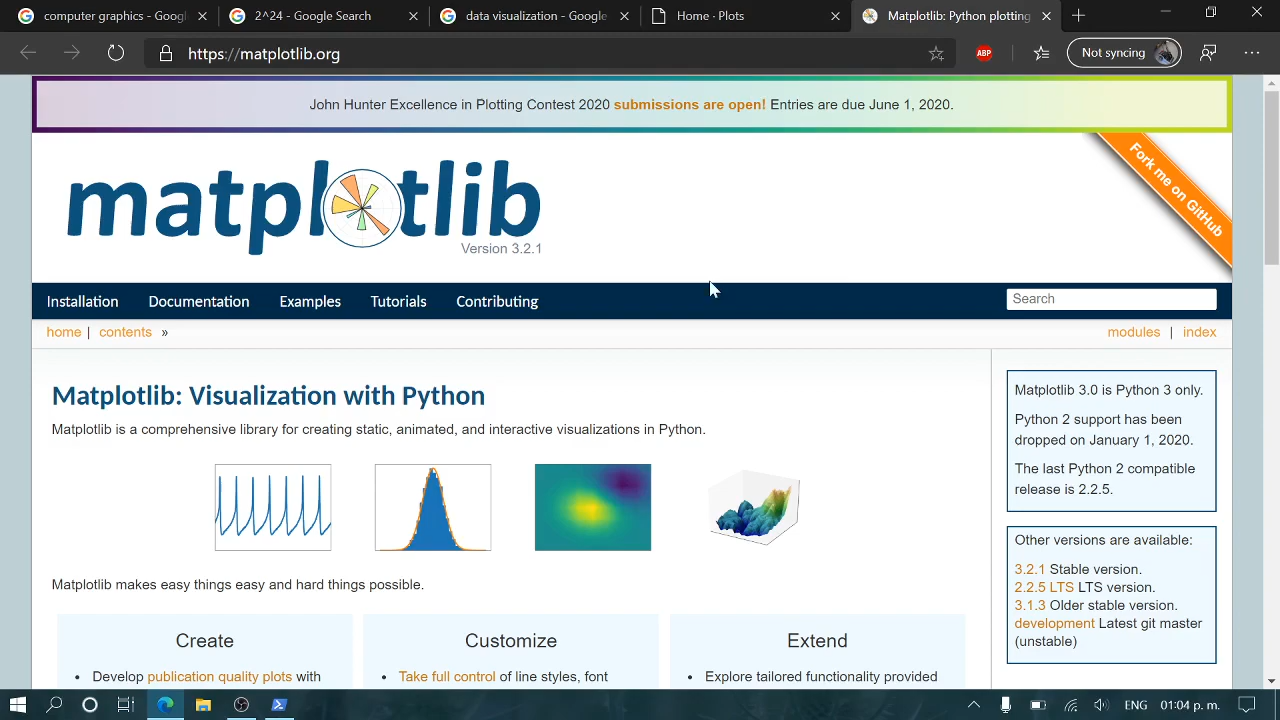 computer graphics - Googl
2^24 - Google Search
data visualization - Google
Home · Plots
Matplotlib: Python plotting
https://matplotlib.org
ABP
Not syncing
John Hunter Excellence in Plotting Contest 2020 submissions are open! Entries are due June 1, 2020.
Fork me on GitHub
matplotlib
Version 3.2.1
Installation Documentation Examples Tutorials Contributing
Search
home | contents »
modules | index
Matplotlib: Visualization with Python
Matplotlib is a comprehensive library for creating static, animated, and interactive visualizations in Python.
Matplotlib makes easy things easy and hard things possible.
Create
• Develop publication quality plots with
Customize
• Take full control of line styles, font
Extend
• Explore tailored functionality provided
Matplotlib 3.0 is Python 3 only.
Python 2 support has been
dropped on January 1, 2020.
The last Python 2 compatible
release is 2.2.5.
Other versions are available:
3.2.1 Stable version.
2.2.5 LTS LTS version.
3.1.3 Older stable version.
development Latest git master
(unstable)
ENG 01:04 p. m.